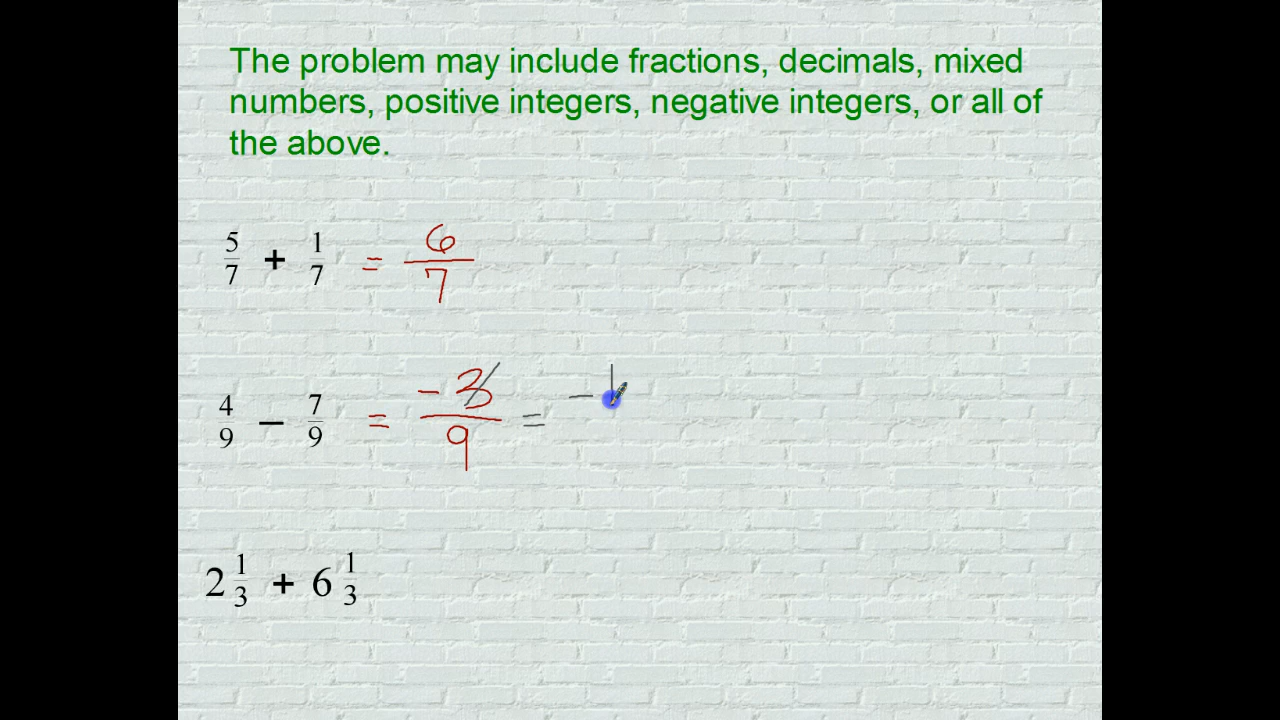 The problem may include fractions, decimals, mixed
numbers, positive integers, negative integers, or all of
the above.
5/7 + 1/7 = 6/7
4/9 − 7/9 = -3/9 = -1
2 1/3 + 6 1/3